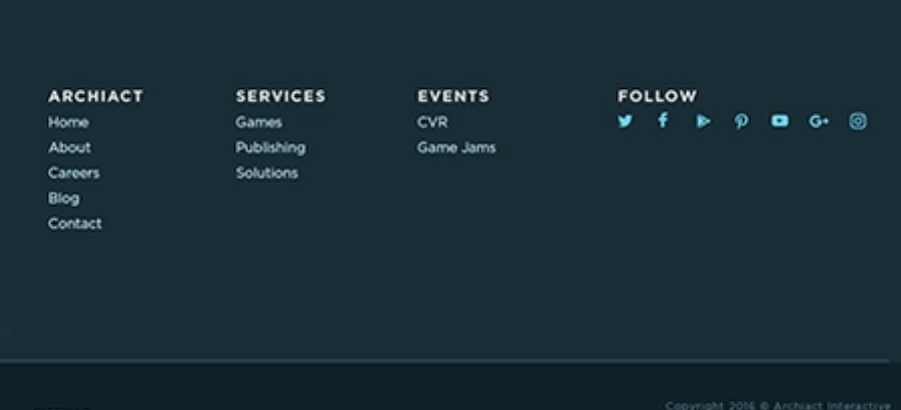 ARCHIACT
Home
About
Careers
Blog
Contact
SERVICES
Games
Publishing
Solutions
EVENTS
CVR
Game Jams
FOLLOW
Copyright 2016 © Archiact Interactive